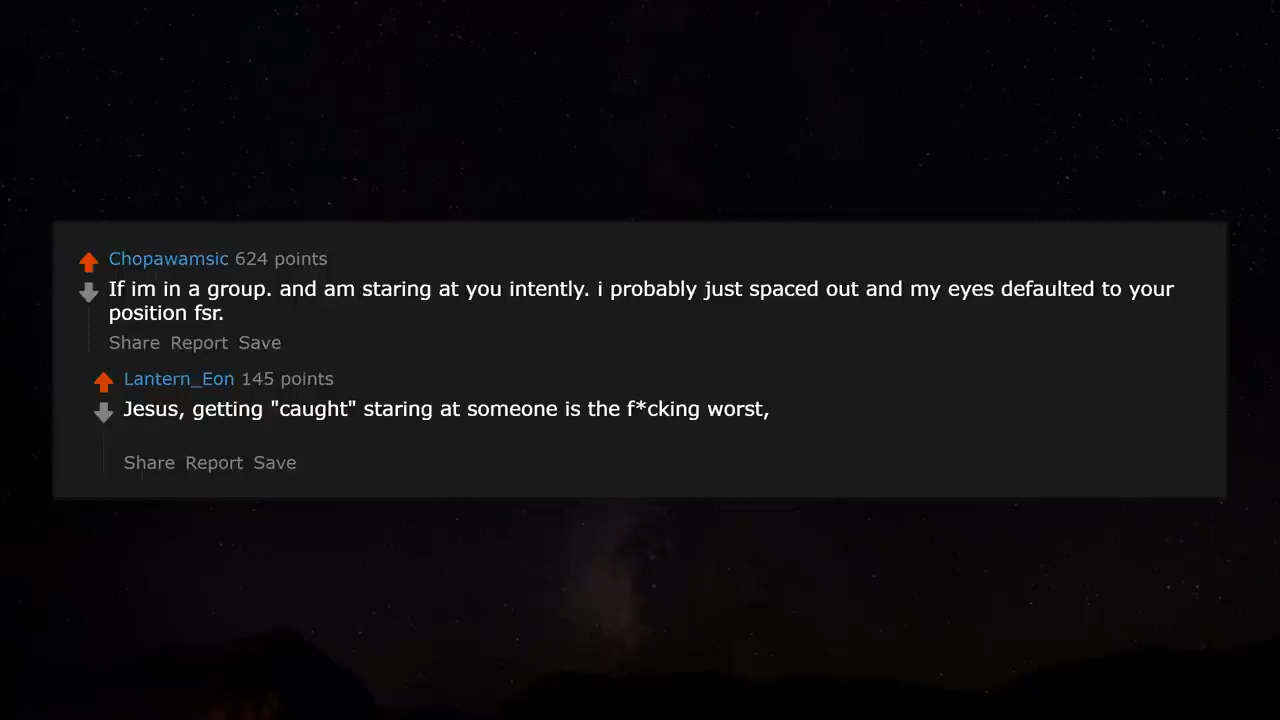 Chopawamsic 624 points
If im in a group. and am staring at you intently. i probably just spaced out and my eyes defaulted to your
position fsr.
Share Report Save
Lantern_Eon 145 points
Jesus, getting "caught" staring at someone is the f*cking worst,
Share Report Save